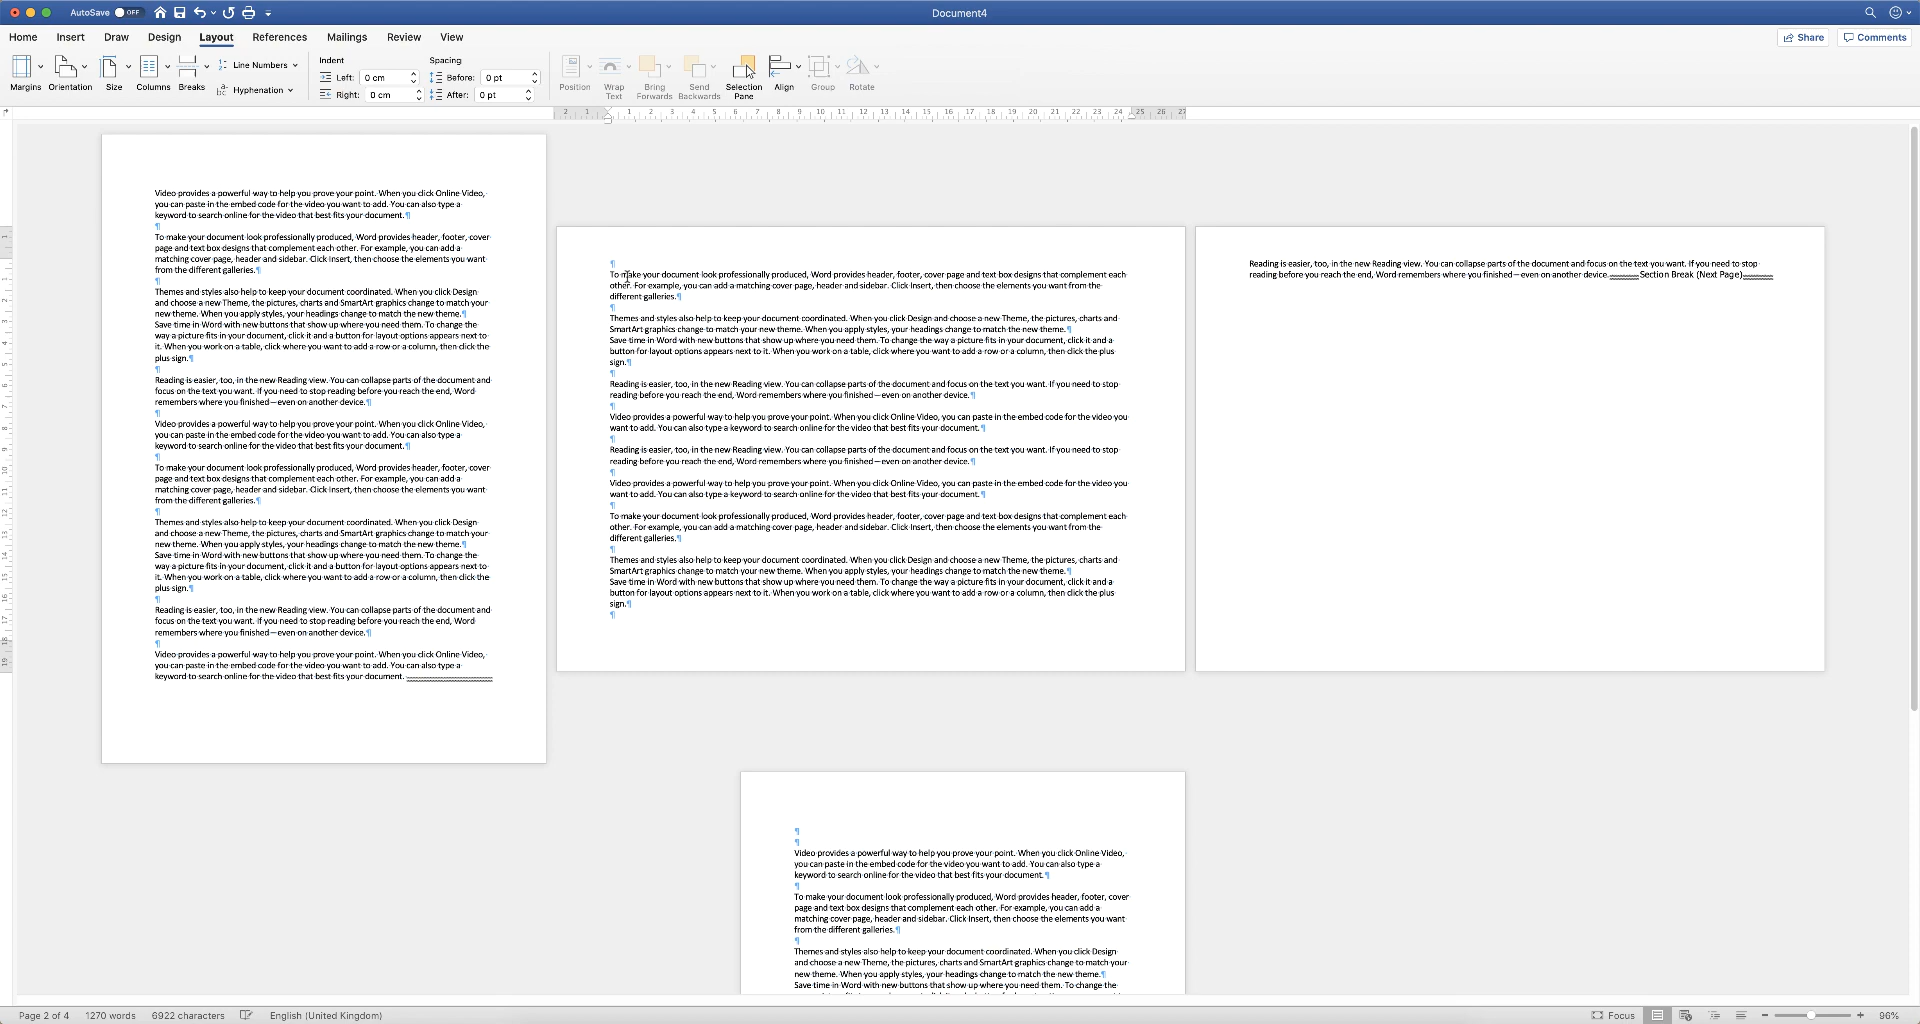 AutoSave OFF
Document4
Home Insert Draw Design Layout References Mailings Review View
Share Comments
Margins Orientation Size Columns Breaks
Line Numbers
Hyphenation
Indent
Left: 0 cm
Right: 0 cm
Spacing
Before: 0 pt
After: 0 pt
Position Wrap Text Bring Forwards Send Backwards Selection Pane Align Group Rotate
2 1 1 2 3 4 5 6 7 8 9 10 11 12 13 14 15 16 17 18 19 20 21 22 23 24 25 26 27
Video provides a powerful way to help you prove your point. When you click Online Video,
you can paste in the embed code for the video you want to add. You can also type a
keyword to search online for the video that best fits your document.¶
¶
To make your document look professionally produced, Word provides header, footer, cover
page and text box designs that complement each other. For example, you can add a
matching cover page, header and sidebar. Click Insert, then choose the elements you want
from the different galleries.¶
¶
Themes and styles also help to keep your document coordinated. When you click Design
and choose a new Theme, the pictures, charts and SmartArt graphics change to match your
new theme. When you apply styles, your headings change to match the new theme.¶
Save time in Word with new buttons that show up where you need them. To change the
way a picture fits in your document, click it and a button for layout options appears next to
it. When you work on a table, click where you want to add a row or a column, then click the
plus sign.¶
¶
Reading is easier, too, in the new Reading view. You can collapse parts of the document and
focus on the text you want. If you need to stop reading before you reach the end, Word
remembers where you finished—even on another device.¶
¶
Video provides a powerful way to help you prove your point. When you click Online Video,
you can paste in the embed code for the video you want to add. You can also type a
keyword to search online for the video that best fits your document.¶
¶
To make your document look professionally produced, Word provides header, footer, cover
page and text box designs that complement each other. For example, you can add a
matching cover page, header and sidebar. Click Insert, then choose the elements you want
from the different galleries.¶
¶
Themes and styles also help to keep your document coordinated. When you click Design
and choose a new Theme, the pictures, charts and SmartArt graphics change to match your
new theme. When you apply styles, your headings change to match the new theme.¶
Save time in Word with new buttons that show up where you need them. To change the
way a picture fits in your document, click it and a button for layout options appears next to
it. When you work on a table, click where you want to add a row or a column, then click the
plus sign.¶
¶
Reading is easier, too, in the new Reading view. You can collapse parts of the document and
focus on the text you want. If you need to stop reading before you reach the end, Word
remembers where you finished—even on another device.¶
¶
Video provides a powerful way to help you prove your point. When you click Online Video,
you can paste in the embed code for the video you want to add. You can also type a
keyword to search online for the video that best fits your document.
¶
To make your document look professionally produced, Word provides header, footer, cover page and text box designs that complement each
other. For example, you can add a matching cover page, header and sidebar. Click Insert, then choose the elements you want from the
different galleries.¶
¶
Themes and styles also help to keep your document coordinated. When you click Design and choose a new Theme, the pictures, charts and
SmartArt graphics change to match your new theme. When you apply styles, your headings change to match the new theme.¶
Save time in Word with new buttons that show up where you need them. To change the way a picture fits in your document, click it and a
button for layout options appears next to it. When you work on a table, click where you want to add a row or a column, then click the plus
sign.¶
¶
Reading is easier, too, in the new Reading view. You can collapse parts of the document and focus on the text you want. If you need to stop
reading before you reach the end, Word remembers where you finished—even on another device.¶
¶
Video provides a powerful way to help you prove your point. When you click Online Video, you can paste in the embed code for the video you
want to add. You can also type a keyword to search online for the video that best fits your document.¶
¶
Reading is easier, too, in the new Reading view. You can collapse parts of the document and focus on the text you want. If you need to stop
reading before you reach the end, Word remembers where you finished—even on another device.¶
¶
Video provides a powerful way to help you prove your point. When you click Online Video, you can paste in the embed code for the video you
want to add. You can also type a keyword to search online for the video that best fits your document.¶
¶
To make your document look professionally produced, Word provides header, footer, cover page and text box designs that complement each
other. For example, you can add a matching cover page, header and sidebar. Click Insert, then choose the elements you want from the
different galleries.¶
¶
Themes and styles also help to keep your document coordinated. When you click Design and choose a new Theme, the pictures, charts and
SmartArt graphics change to match your new theme. When you apply styles, your headings change to match the new theme.¶
Save time in Word with new buttons that show up where you need them. To change the way a picture fits in your document, click it and a
button for layout options appears next to it. When you work on a table, click where you want to add a row or a column, then click the plus
sign.¶
¶
Reading is easier, too, in the new Reading view. You can collapse parts of the document and focus on the text you want. If you need to stop
reading before you reach the end, Word remembers where you finished—even on another device. Section Break (Next Page)
¶
¶
Video provides a powerful way to help you prove your point. When you click Online Video,
you can paste in the embed code for the video you want to add. You can also type a
keyword to search online for the video that best fits your document.¶
¶
To make your document look professionally produced, Word provides header, footer, cover
page and text box designs that complement each other. For example, you can add a
matching cover page, header and sidebar. Click Insert, then choose the elements you want
from the different galleries.¶
¶
Themes and styles also help to keep your document coordinated. When you click Design
and choose a new Theme, the pictures, charts and SmartArt graphics change to match your
new theme. When you apply styles, your headings change to match the new theme.¶
Save time in Word with new buttons that show up where you need them. To change the
Page 2 of 4 1270 words 6922 characters English (United Kingdom)
Focus 96%